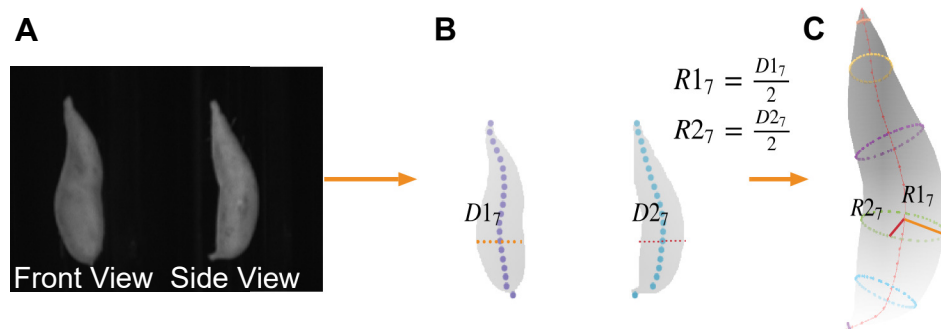 A
B
C
Front View
Side View
D1₇
D2₇
R1₇ = D1₇/2
R2₇ = D2₇/2
R2₇
R1₇